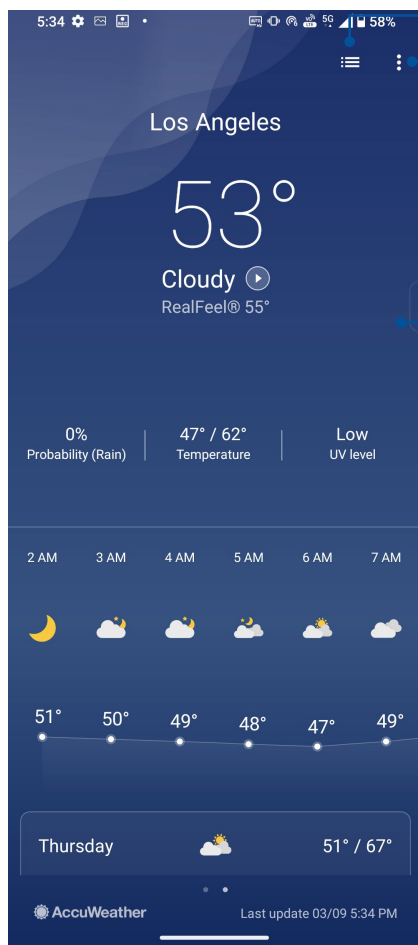 5:34 5G 58%
Los Angeles
53°
Cloudy
RealFeel® 55°
0% 47° / 62° Low
Probability (Rain) Temperature UV level
2 AM 3 AM 4 AM 5 AM 6 AM 7 AM
51° 50° 49° 48° 47° 49°
Thursday 51° / 67°
AccuWeather Last update 03/09 5:34 PM